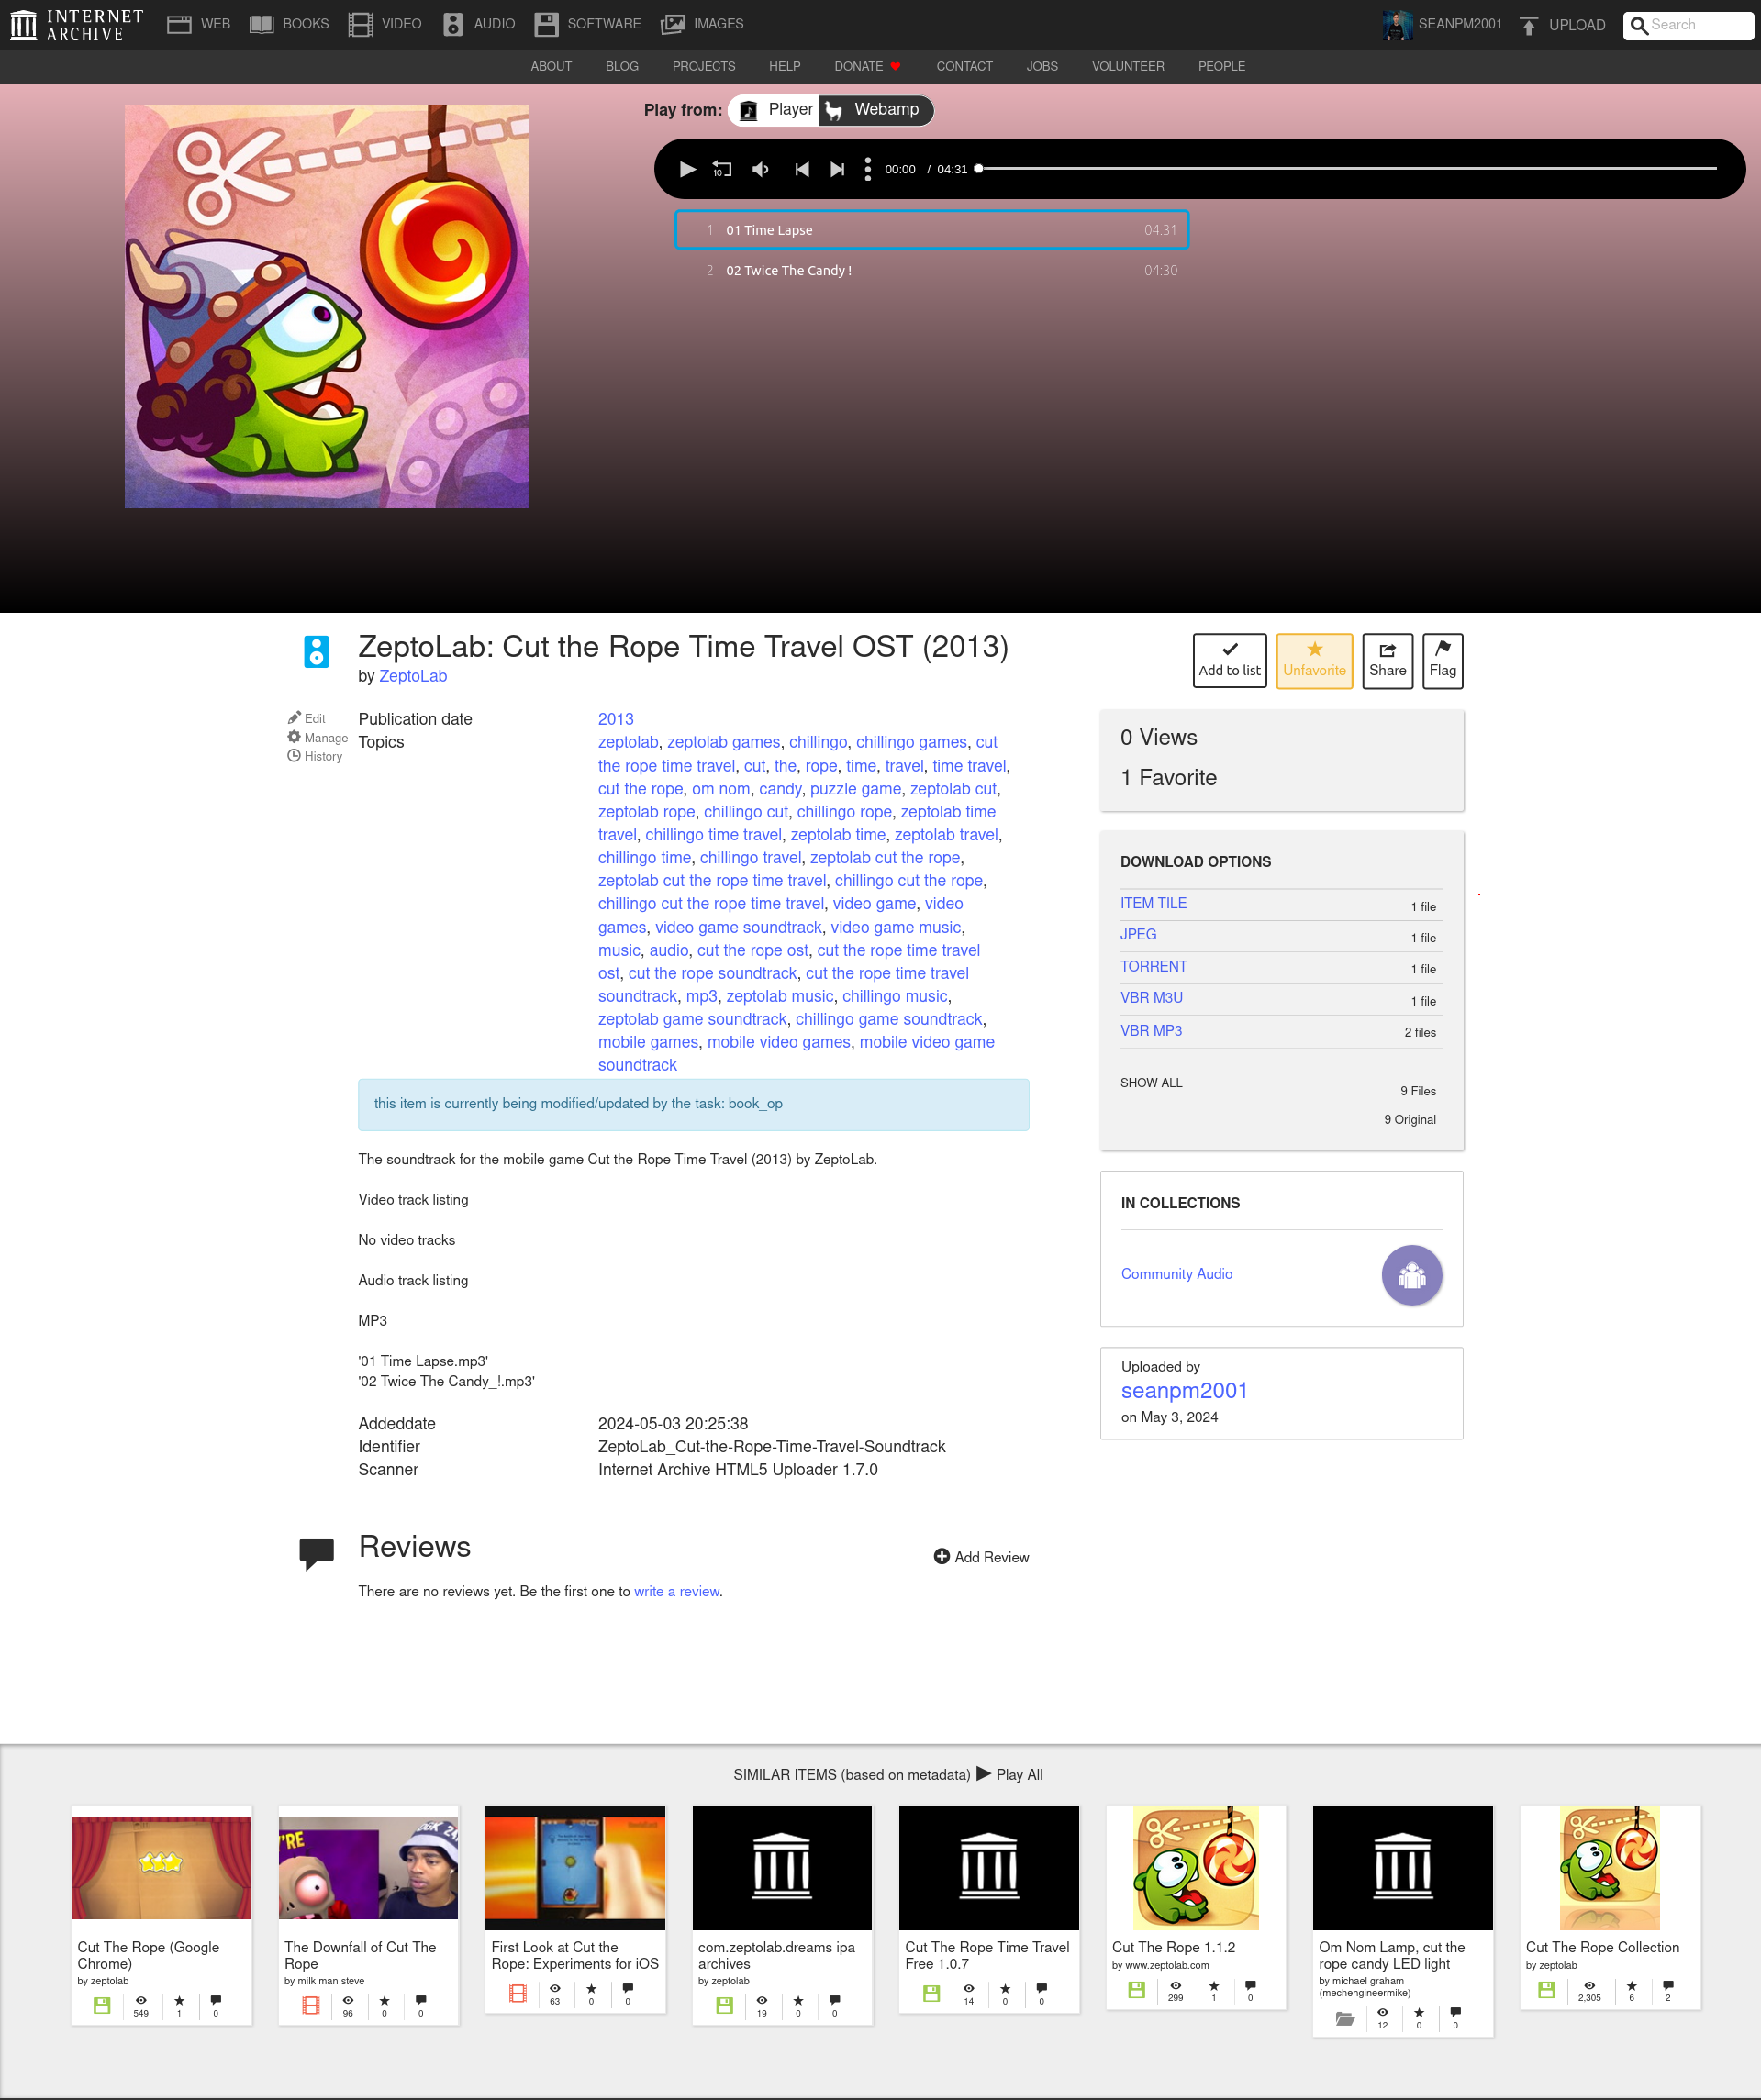 INTERNET ARCHIVE
WEB
BOOKS
VIDEO
AUDIO
SOFTWARE
IMAGES
SEANPM2001
UPLOAD
Search
ABOUT
BLOG
PROJECTS
HELP
DONATE
CONTACT
JOBS
VOLUNTEER
PEOPLE
Play from:
Player
Webamp
10
00:00 / 04:31
1 01 Time Lapse 04:31
2 02 Twice The Candy ! 04:30
ZeptoLab: Cut the Rope Time Travel OST (2013)
by ZeptoLab
Add to list
Unfavorite
Share
Flag
Edit
Manage
History
Publication date 2013
Topics zeptolab, zeptolab games, chillingo, chillingo games, cut
the rope time travel, cut, the, rope, time, travel, time travel,
cut the rope, om nom, candy, puzzle game, zeptolab cut,
zeptolab rope, chillingo cut, chillingo rope, zeptolab time
travel, chillingo time travel, zeptolab time, zeptolab travel,
chillingo time, chillingo travel, zeptolab cut the rope,
zeptolab cut the rope time travel, chillingo cut the rope,
chillingo cut the rope time travel, video game, video
games, video game soundtrack, video game music,
music, audio, cut the rope ost, cut the rope time travel
ost, cut the rope soundtrack, cut the rope time travel
soundtrack, mp3, zeptolab music, chillingo music,
zeptolab game soundtrack, chillingo game soundtrack,
mobile games, mobile video games, mobile video game
soundtrack
this item is currently being modified/updated by the task: book_op
The soundtrack for the mobile game Cut the Rope Time Travel (2013) by ZeptoLab.
Video track listing
No video tracks
Audio track listing
MP3
'01 Time Lapse.mp3'
'02 Twice The Candy_!.mp3'
Addeddate 2024-05-03 20:25:38
Identifier ZeptoLab_Cut-the-Rope-Time-Travel-Soundtrack
Scanner Internet Archive HTML5 Uploader 1.7.0
0 Views
1 Favorite
DOWNLOAD OPTIONS
ITEM TILE 1 file
JPEG 1 file
TORRENT 1 file
VBR M3U 1 file
VBR MP3 2 files
SHOW ALL 9 Files
9 Original
IN COLLECTIONS
Community Audio
Uploaded by
seanpm2001
on May 3, 2024
Reviews
Add Review
There are no reviews yet. Be the first one to write a review.
SIMILAR ITEMS (based on metadata) Play All
Cut The Rope (Google
Chrome)
by zeptolab
549 1 0
The Downfall of Cut The
Rope
by milk man steve
96 0 0
First Look at Cut the
Rope: Experiments for iOS
63 0 0
com.zeptolab.dreams ipa
archives
by zeptolab
19 0 0
Cut The Rope Time Travel
Free 1.0.7
14 0 0
Cut The Rope 1.1.2
by www.zeptolab.com
299 1 0
Om Nom Lamp, cut the
rope candy LED light
by michael graham
(mechengineermike)
12 0 0
Cut The Rope Collection
by zeptolab
2,305 6 2